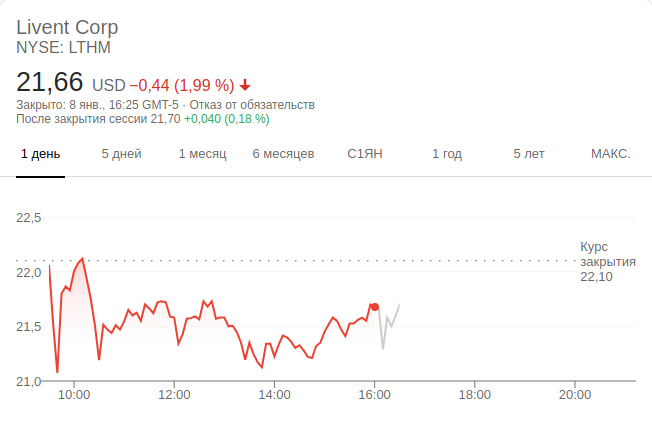 Livent Corp
NYSE: LTHM
21,66 USD −0,44 (1,99 %)
Закрыто: 8 янв., 16:25 GMT-5 · Отказ от обязательств
После закрытия сессии 21,70 +0,040 (0,18 %)
1 день 5 дней 1 месяц 6 месяцев С1ЯН 1 год 5 лет МАКС.
22,5
Курс
закрытия
22,10
22,0
21,5
21,0
10:00 12:00 14:00 16:00 18:00 20:00